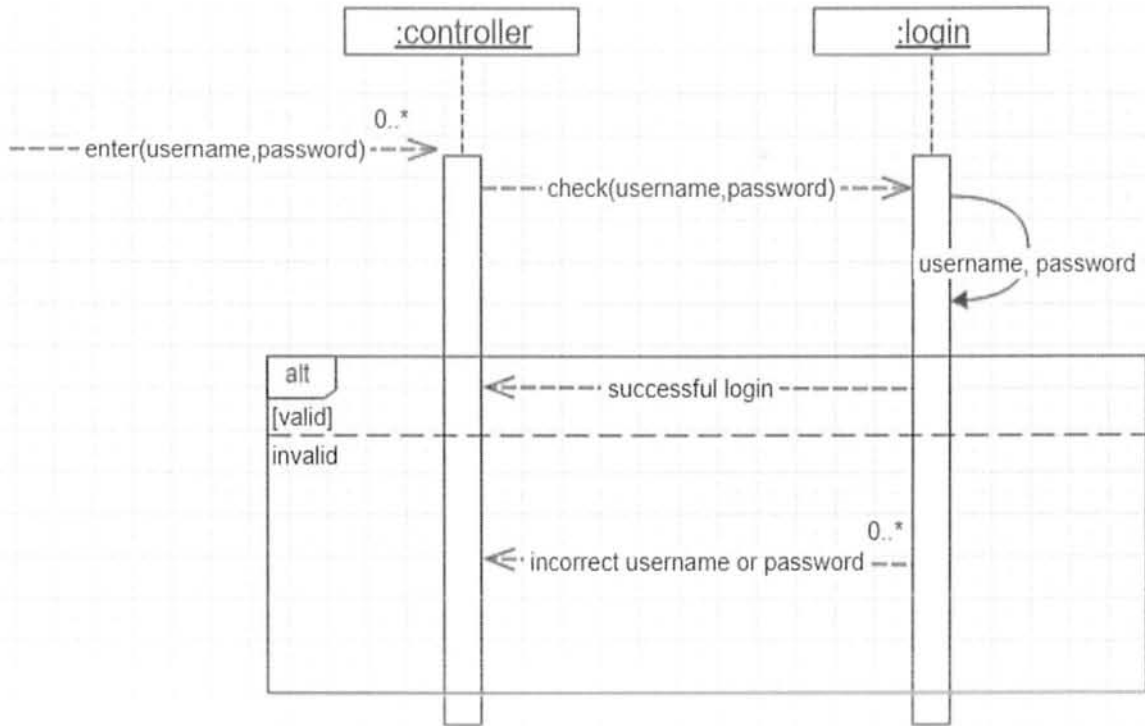 :controller
:login
0..*
enter(username,password)
check(username,password)
username, password
alt
successful login
[valid]
invalid
0..*
incorrect username or password